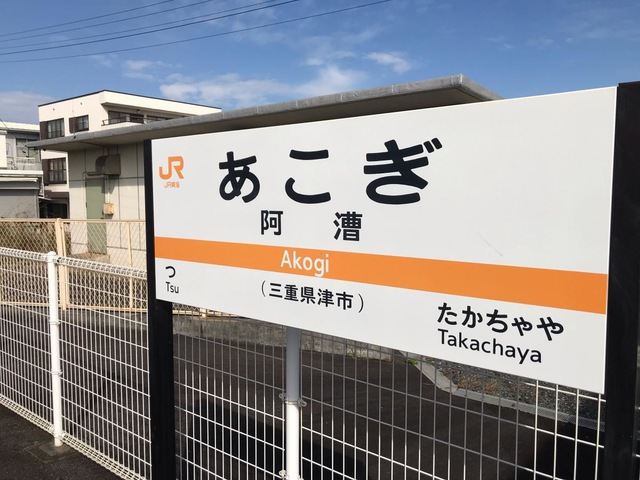 JR
JR東海
あこぎ
阿漕
Akogi
つ
Tsu
(三重県津市)
たかちゃや
Takachaya